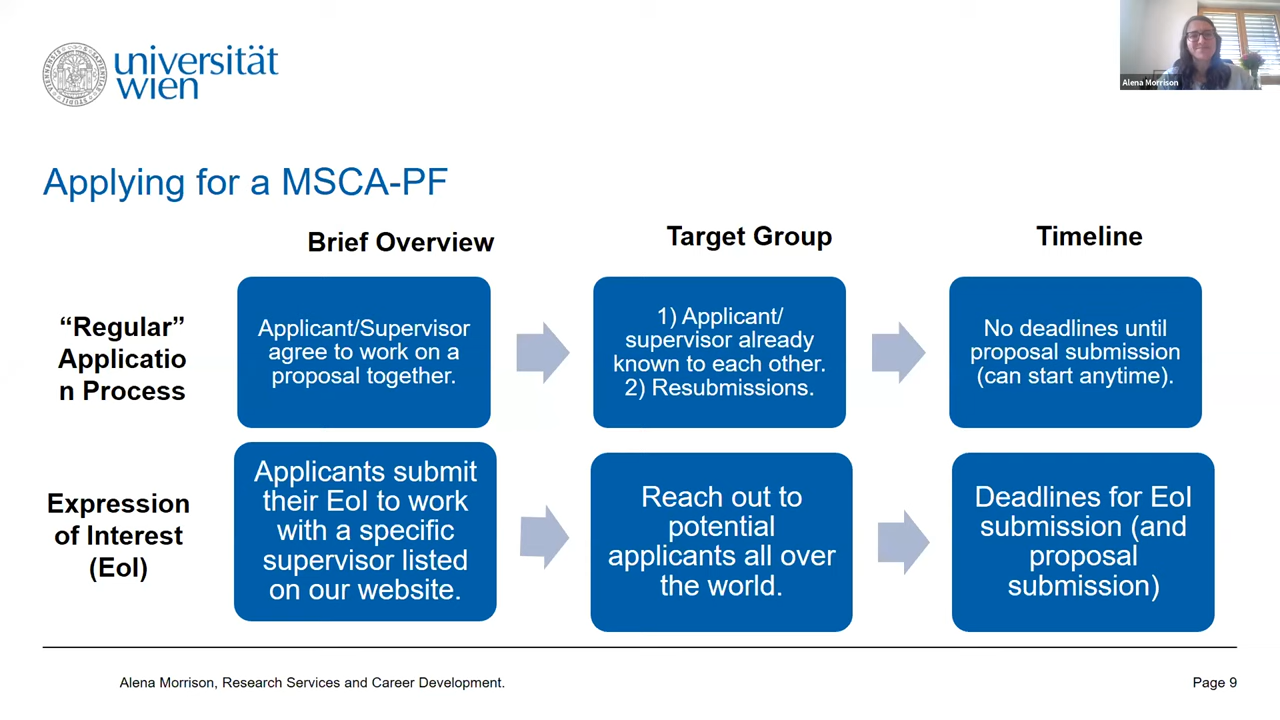 universität
wien
Alena Morrison
Applying for a MSCA-PF
Brief Overview
Target Group
Timeline
“Regular”
Applicatio
n Process
Applicant/Supervisor
agree to work on a
proposal together.
1) Applicant/
supervisor already
known to each other.
2) Resubmissions.
No deadlines until
proposal submission
(can start anytime).
Expression
of Interest
(EoI)
Applicants submit
their EoI to work
with a specific
supervisor listed
on our website.
Reach out to
potential
applicants all over
the world.
Deadlines for EoI
submission (and
proposal
submission)
Alena Morrison, Research Services and Career Development.
Page 9